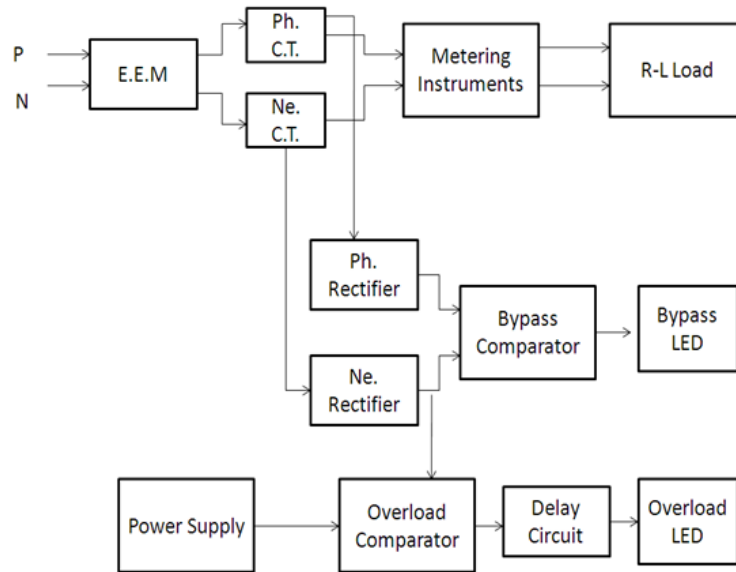 P
N
E.E.M
Ph.
C.T.
Ne.
C.T.
Metering
Instruments
R-L Load
Ph.
Rectifier
Ne.
Rectifier
Bypass
Comparator
Bypass
LED
Power Supply
Overload
Comparator
Delay
Circuit
Overload
LED